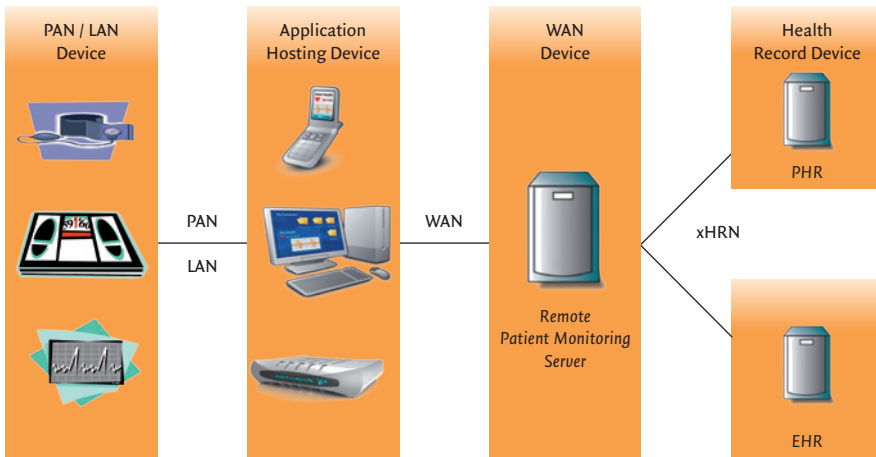 PAN / LAN
Device
Application
Hosting Device
WAN
Device
Health
Record Device
PHR
PAN
LAN
WAN
xHRN
Remote
Patient Monitoring
Server
EHR